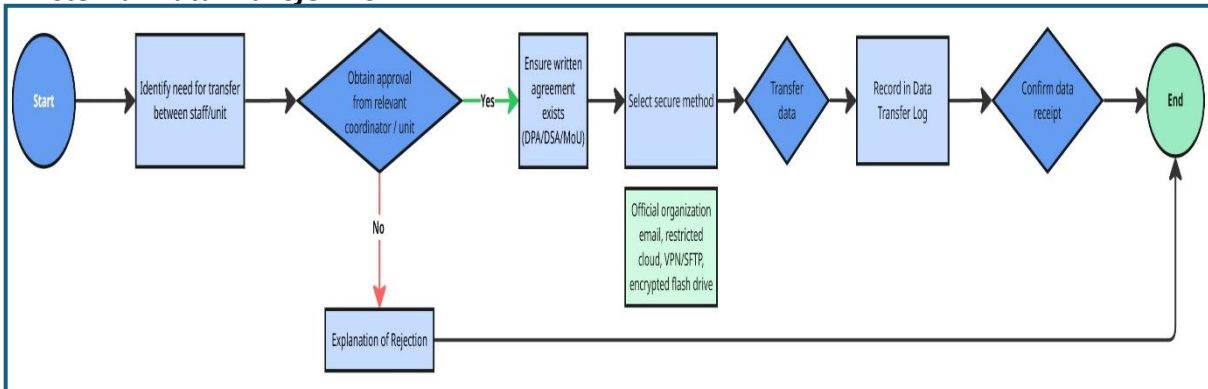 Start
Identify need for transfer
between staff/unit
Obtain approval
from relevant
coordinator / unit
Yes
Ensure written
agreement
exists
(DPA/DSA/MoU)
Select secure method
Transfer
data
Record in Data
Transfer Log
Confirm data
receipt
End
No
Official organization
email, restricted
cloud, VPN/SFTP,
encrypted flash drive
Explanation of Rejection